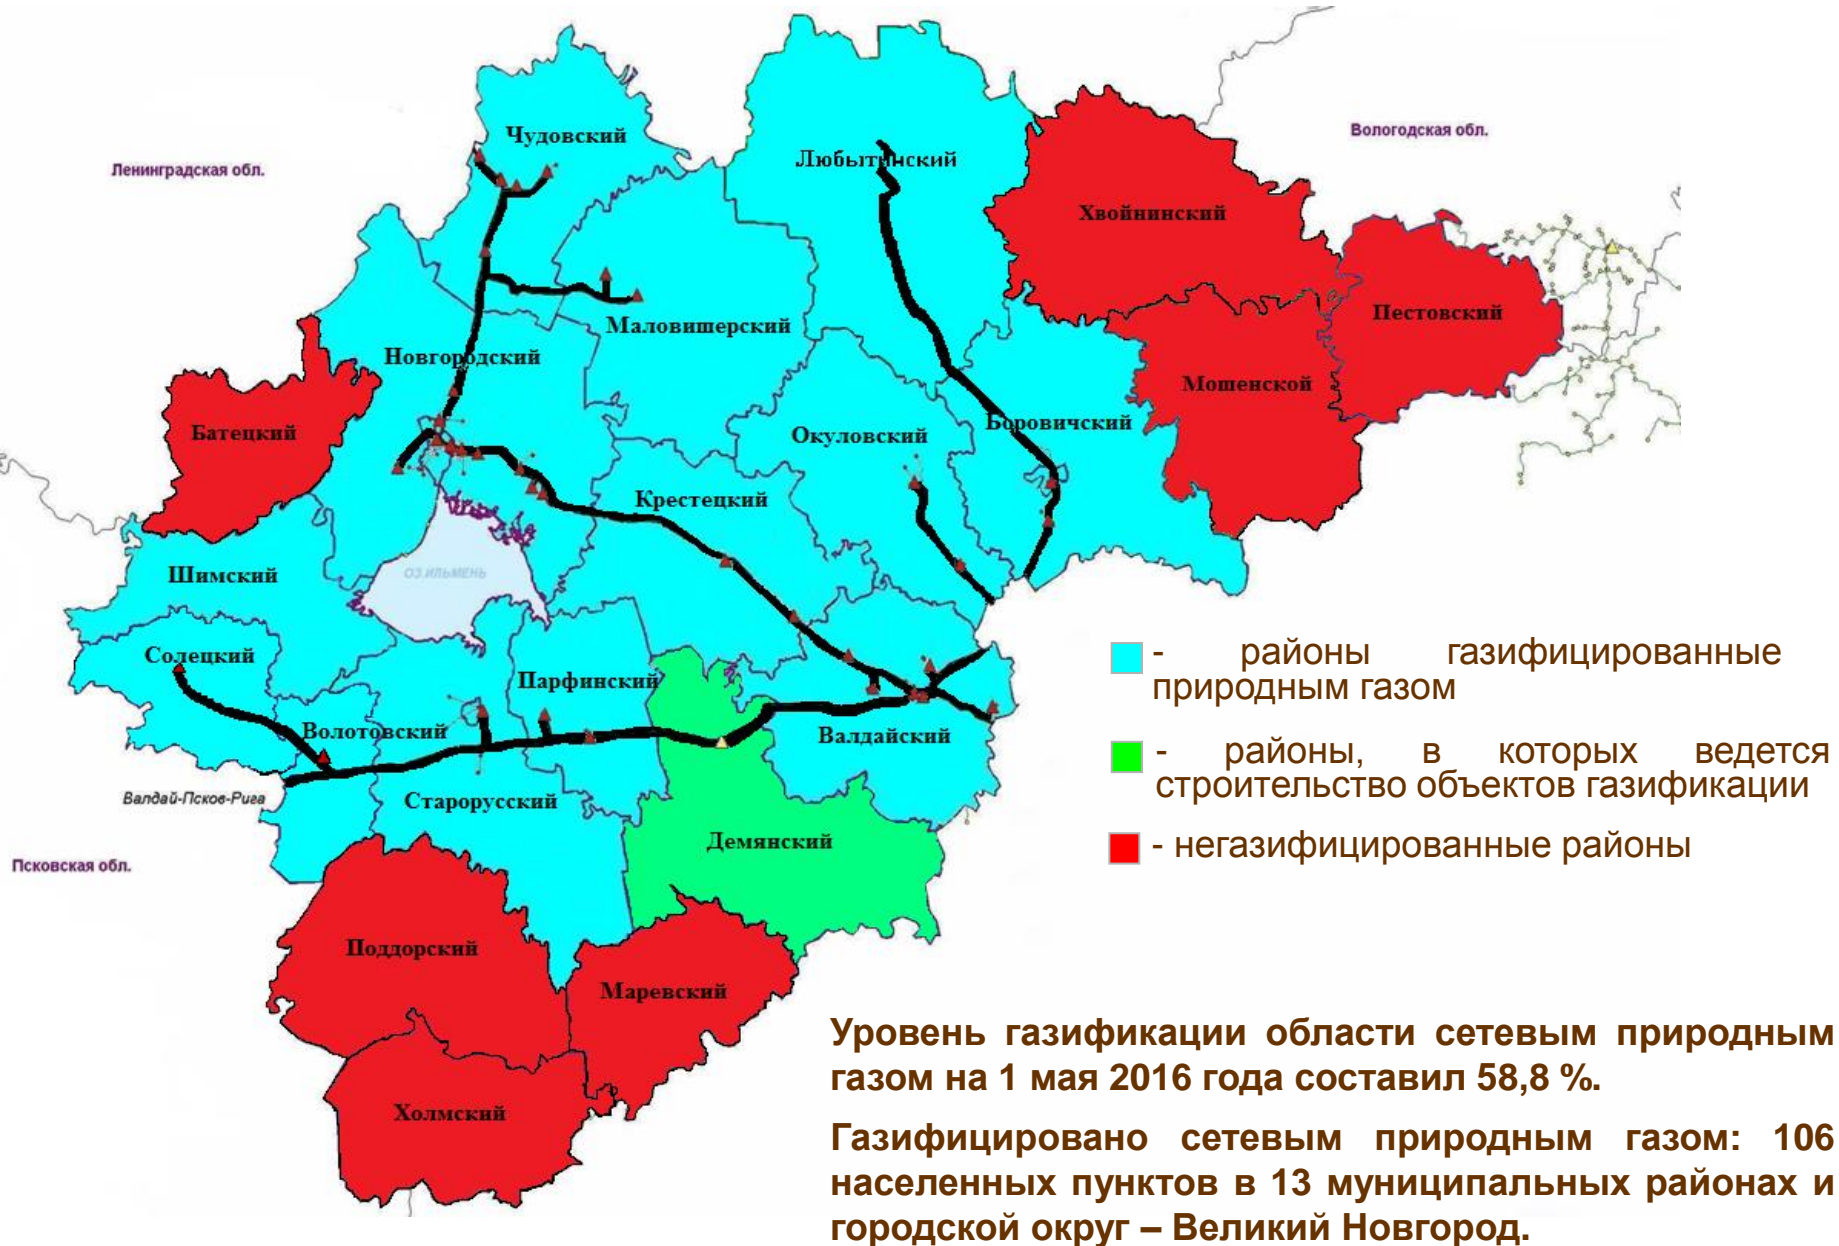 Чудовский
Вологодская обл.
Ленинградская обл.
Любытинский
Хвойнинский
Маловишерский
Пестовский
Новгородский
Мошенской
Батецкий
Окуловский
Боровичский
Крестецкий
ОЗ.ИЛЬМЕНЬ
Шимский
Солецкий
Парфинский
Волотовский
Валдайский
Валдай-Псков-Рига
Старорусский
Демянский
Псковская обл.
Поддорский
Маревский
Холмский
- районы газифицированные
природным газом
- районы, в которых ведется
строительство объектов газификации
- негазифицированные районы
Уровень газификации области сетевым природным
газом на 1 мая 2016 года составил 58,8 %.
Газифицировано сетевым природным газом: 106
населенных пунктов в 13 муниципальных районах и
городской округ – Великий Новгород.